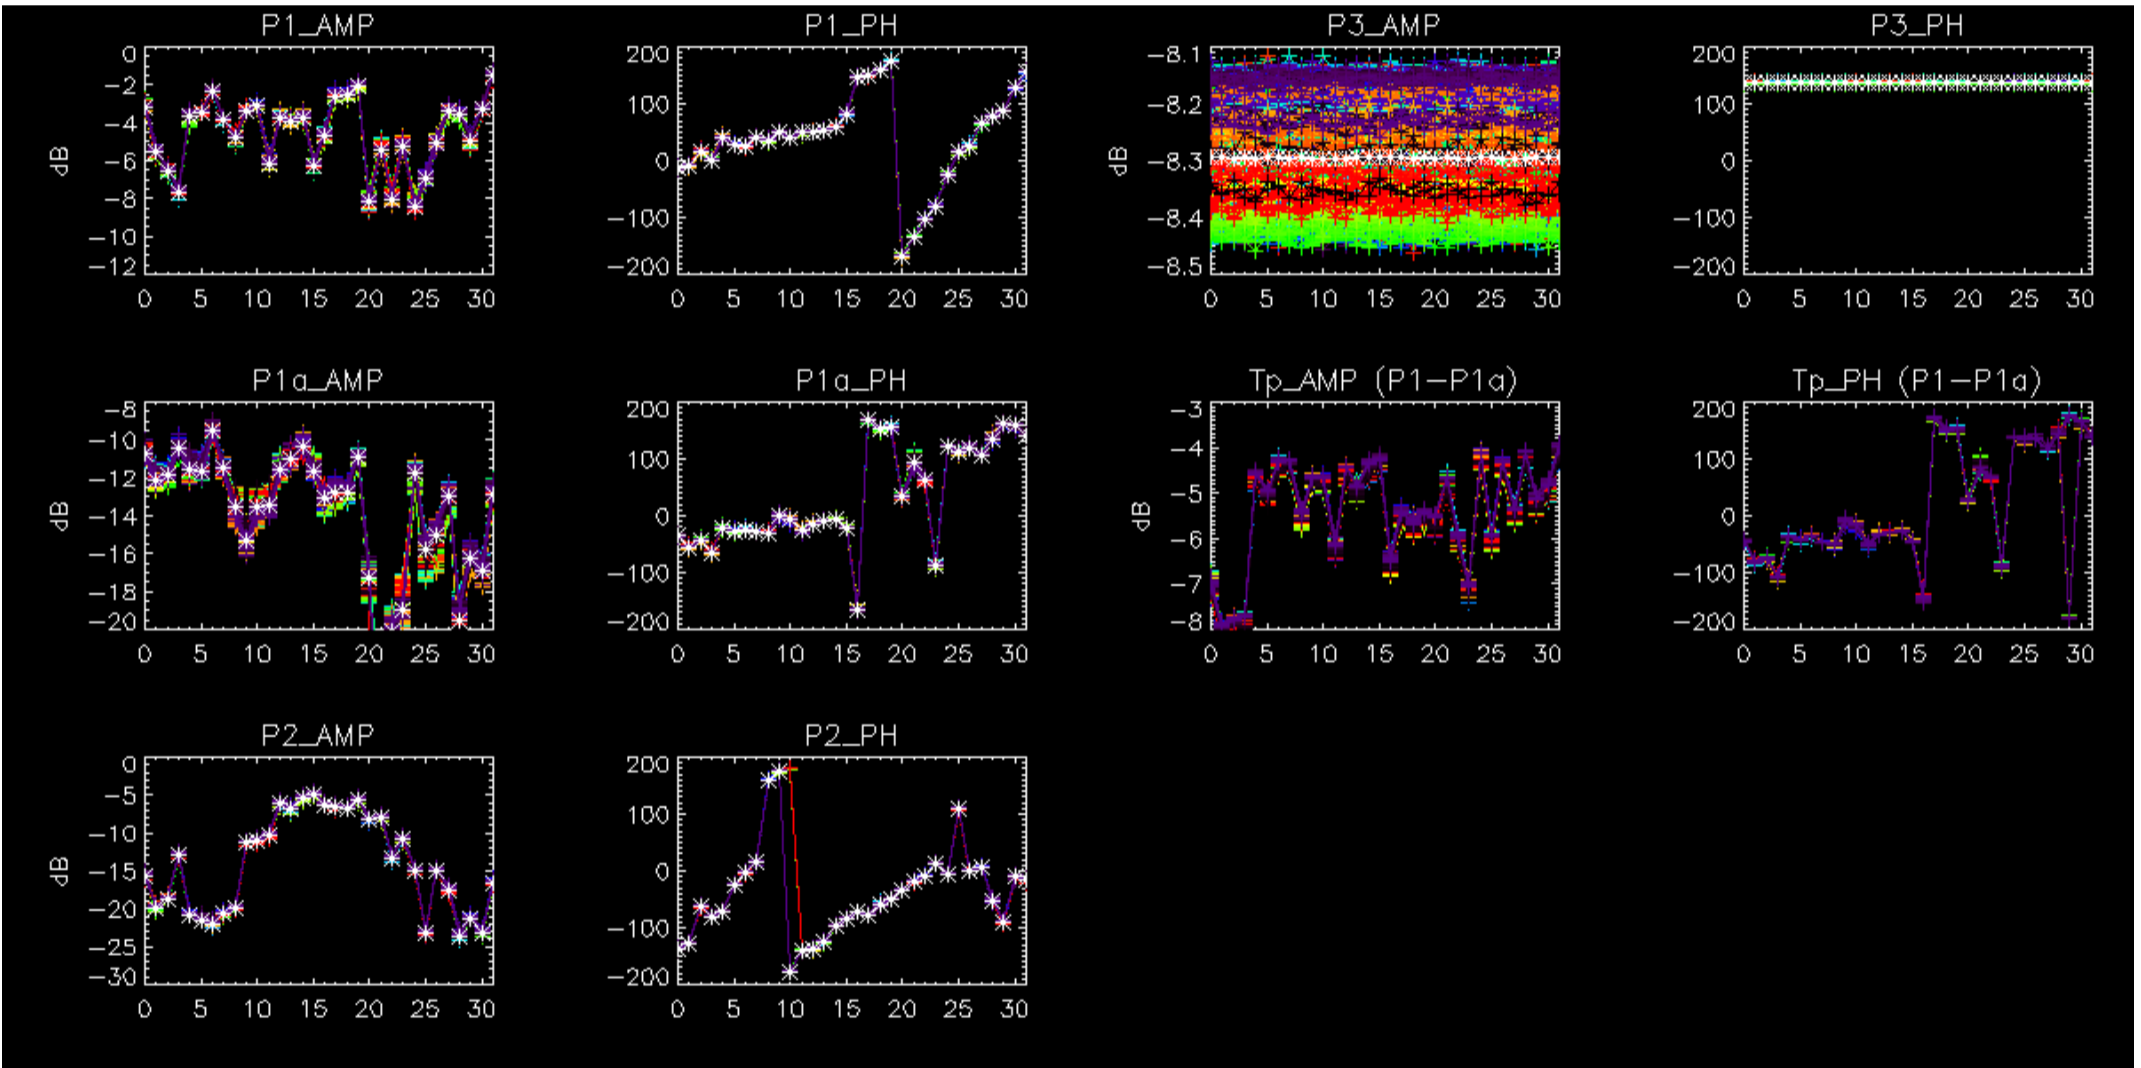 P1_AMP
P1_PH
P3_AMP
P3_PH
dB
0
-2
-4
-6
-8
-10
-12
0 5 10 15 20 25 30
200
100
0
-100
-200
0 5 10 15 20 25 30
dB
-8.1
-8.2
-8.3
-8.4
-8.5
0 5 10 15 20 25 30
200
100
0
-100
-200
0 5 10 15 20 25 30
P1a_AMP
P1a_PH
Tp_AMP (P1-P1a)
Tp_PH (P1-P1a)
dB
-8
-10
-12
-14
-16
-18
-20
0 5 10 15 20 25 30
200
100
0
-100
-200
0 5 10 15 20 25 30
dB
-3
-4
-5
-6
-7
-8
0 5 10 15 20 25 30
200
100
0
-100
-200
0 5 10 15 20 25 30
P2_AMP
P2_PH
dB
0
-5
-10
-15
-20
-25
-30
0 5 10 15 20 25 30
200
100
0
-100
-200
0 5 10 15 20 25 30